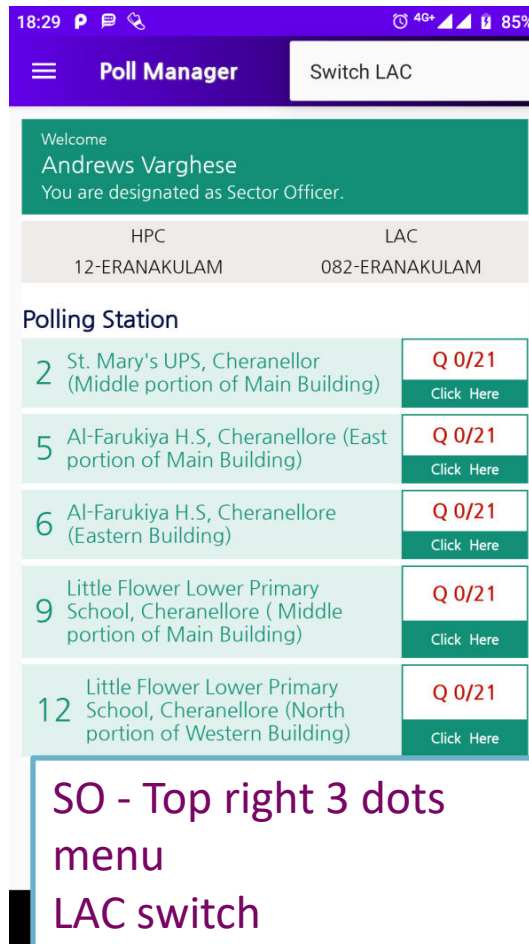 18:29 4G+ 85%
Poll Manager Switch LAC
Welcome
Andrews Varghese
You are designated as Sector Officer.
HPC LAC
12-ERANAKULAM 082-ERANAKULAM
Polling Station
2 St. Mary's UPS, Cheranellor
(Middle portion of Main Building)
Q 0/21
Click Here
5 Al-Farukiya H.S, Cheranellore (East
portion of Main Building)
Q 0/21
Click Here
6 Al-Farukiya H.S, Cheranellore
(Eastern Building)
Q 0/21
Click Here
9 Little Flower Lower Primary
School, Cheranellore ( Middle
portion of Main Building)
Q 0/21
Click Here
12 Little Flower Lower Primary
School, Cheranellore (North
portion of Western Building)
Q 0/21
Click Here
SO - Top right 3 dots
menu
LAC switch